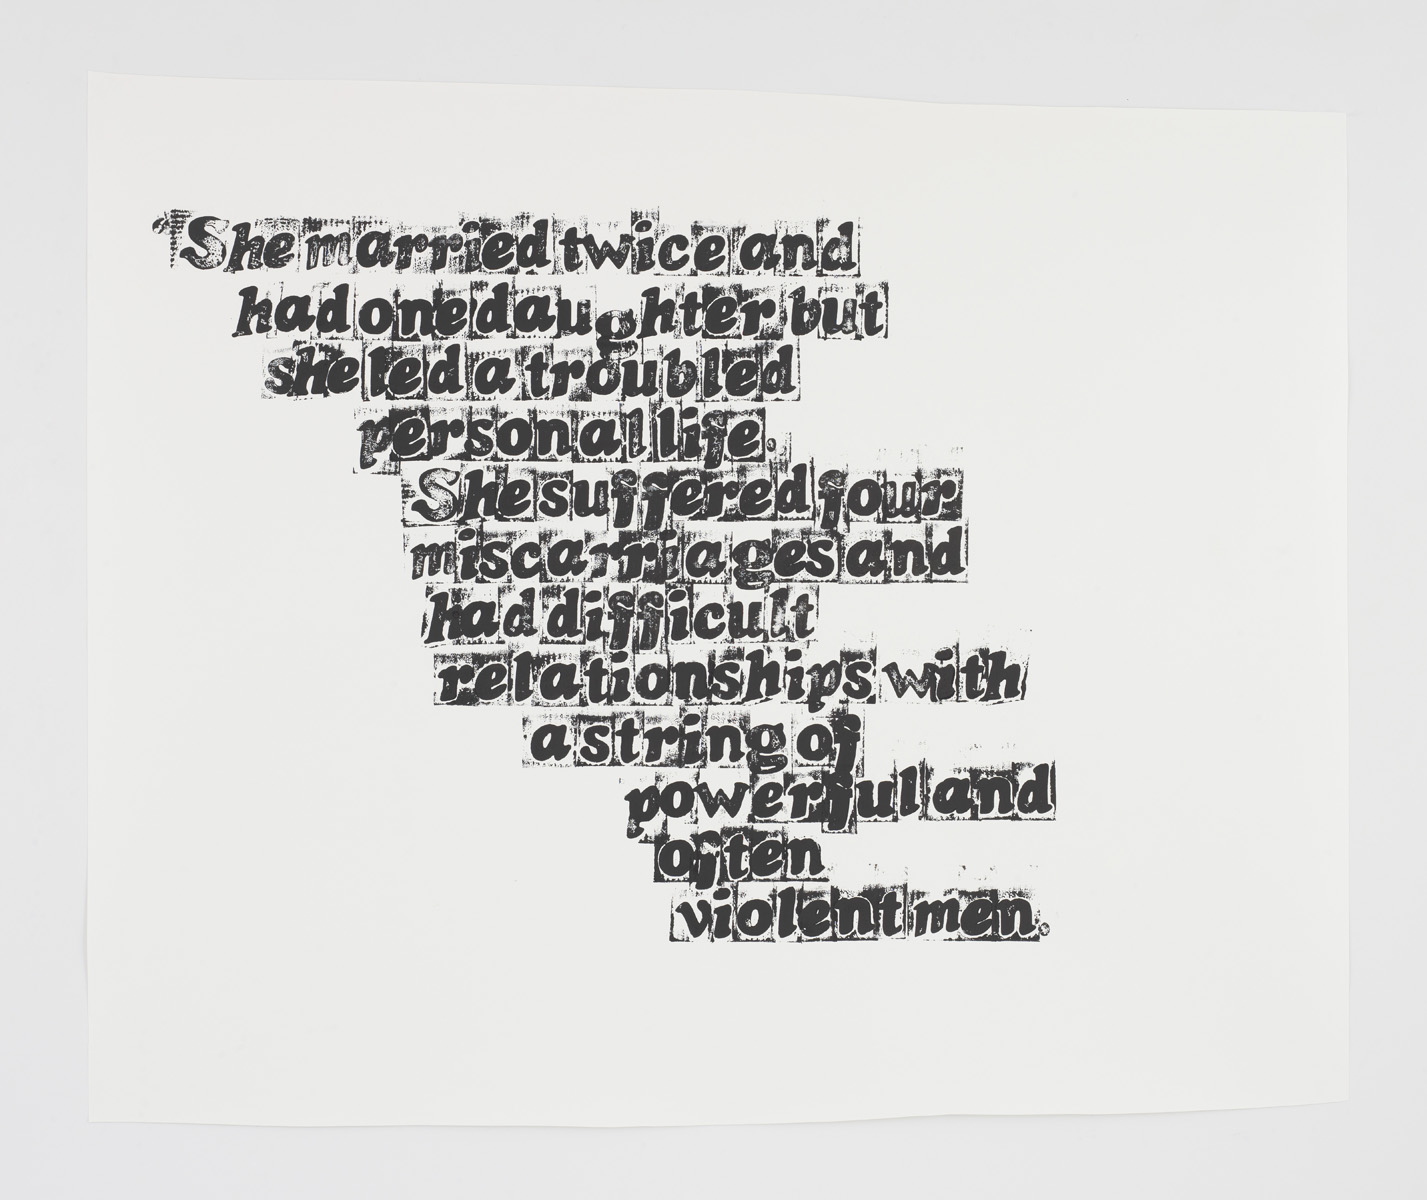 “She married twice and
had one daughter but
she led a troubled
personal life.
She suffered four
miscarriages and
had difficult
relationships with
a string of
powerful and
often
violent men.